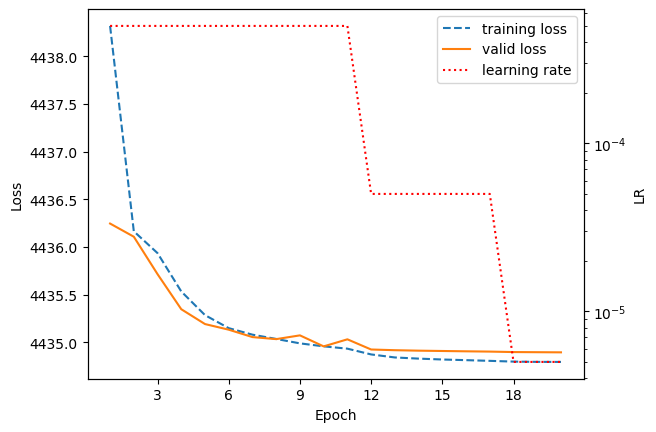 training loss
valid loss
learning rate
4438.0
4437.5
4437.0
4436.5
4436.0
4435.5
4435.0
Loss
10⁻⁴
10⁻⁵
LR
3 6 9 12 15 18
Epoch